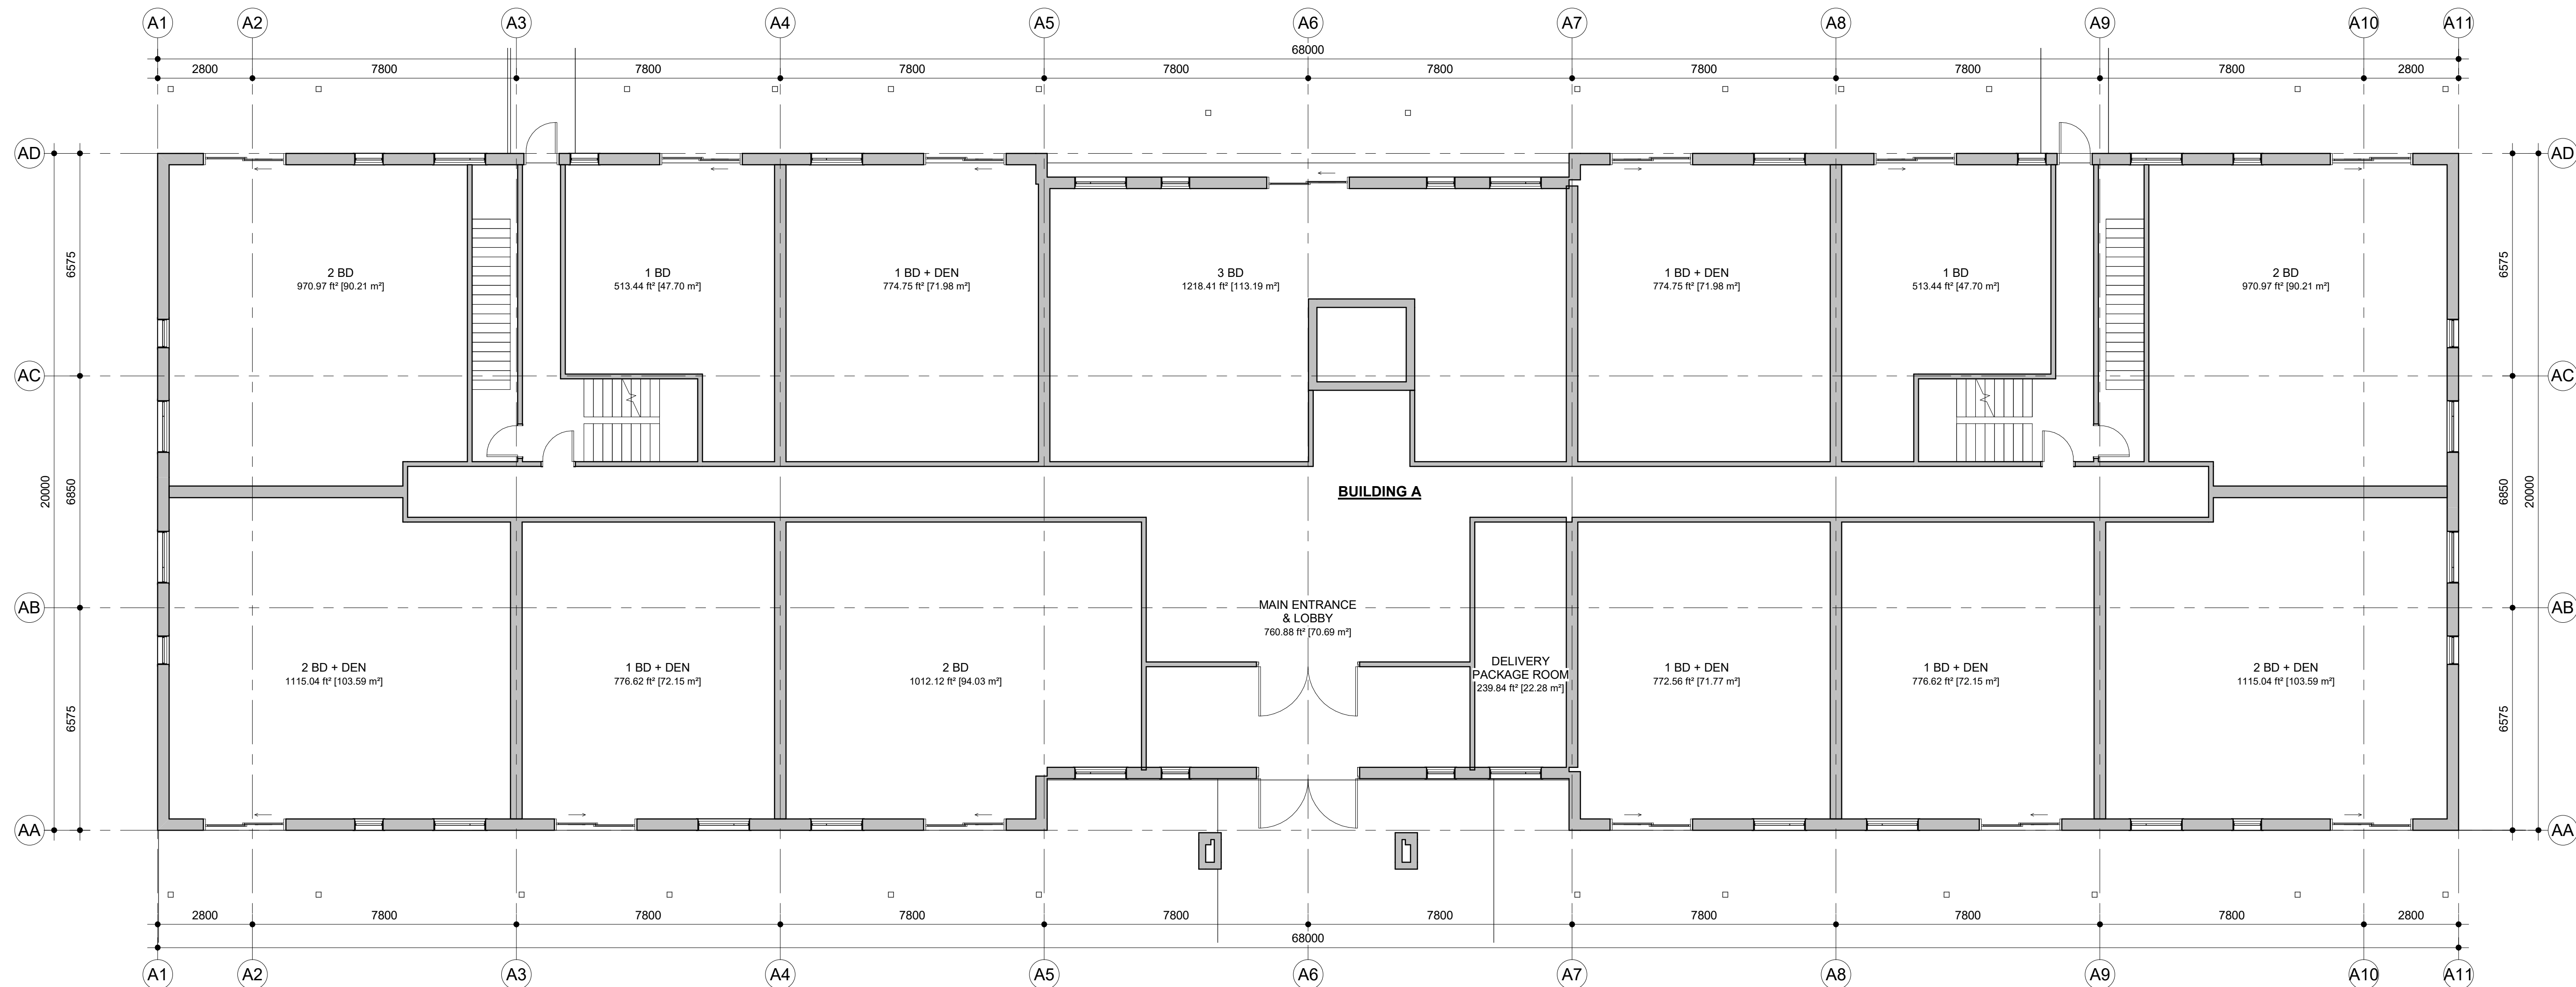 A1 A2 A3 A4 A5 A6 A7 A8 A9 A10 A11
68000
2800 7800 7800 7800 7800 7800 7800 7800 7800 2800
AD AD
6575 6575
2 BD
970.97 ft² [90.21 m²]
1 BD
513.44 ft² [47.70 m²]
1 BD + DEN
774.75 ft² [71.98 m²]
3 BD
1218.41 ft² [113.19 m²]
1 BD + DEN
774.75 ft² [71.98 m²]
1 BD
513.44 ft² [47.70 m²]
2 BD
970.97 ft² [90.21 m²]
AC AC
20000 6850 6850 20000
BUILDING A
AB AB
MAIN ENTRANCE
& LOBBY
760.88 ft² [70.69 m²]
2 BD + DEN
1115.04 ft² [103.59 m²]
1 BD + DEN
776.62 ft² [72.15 m²]
2 BD
1012.12 ft² [94.03 m²]
DELIVERY
PACKAGE ROOM
239.84 ft² [22.28 m²]
1 BD + DEN
772.56 ft² [71.77 m²]
1 BD + DEN
776.62 ft² [72.15 m²]
2 BD + DEN
1115.04 ft² [103.59 m²]
6575 6575
AA AA
2800 7800 7800 7800 7800 7800 7800 7800 7800 2800
68000
A1 A2 A3 A4 A5 A6 A7 A8 A9 A10 A11